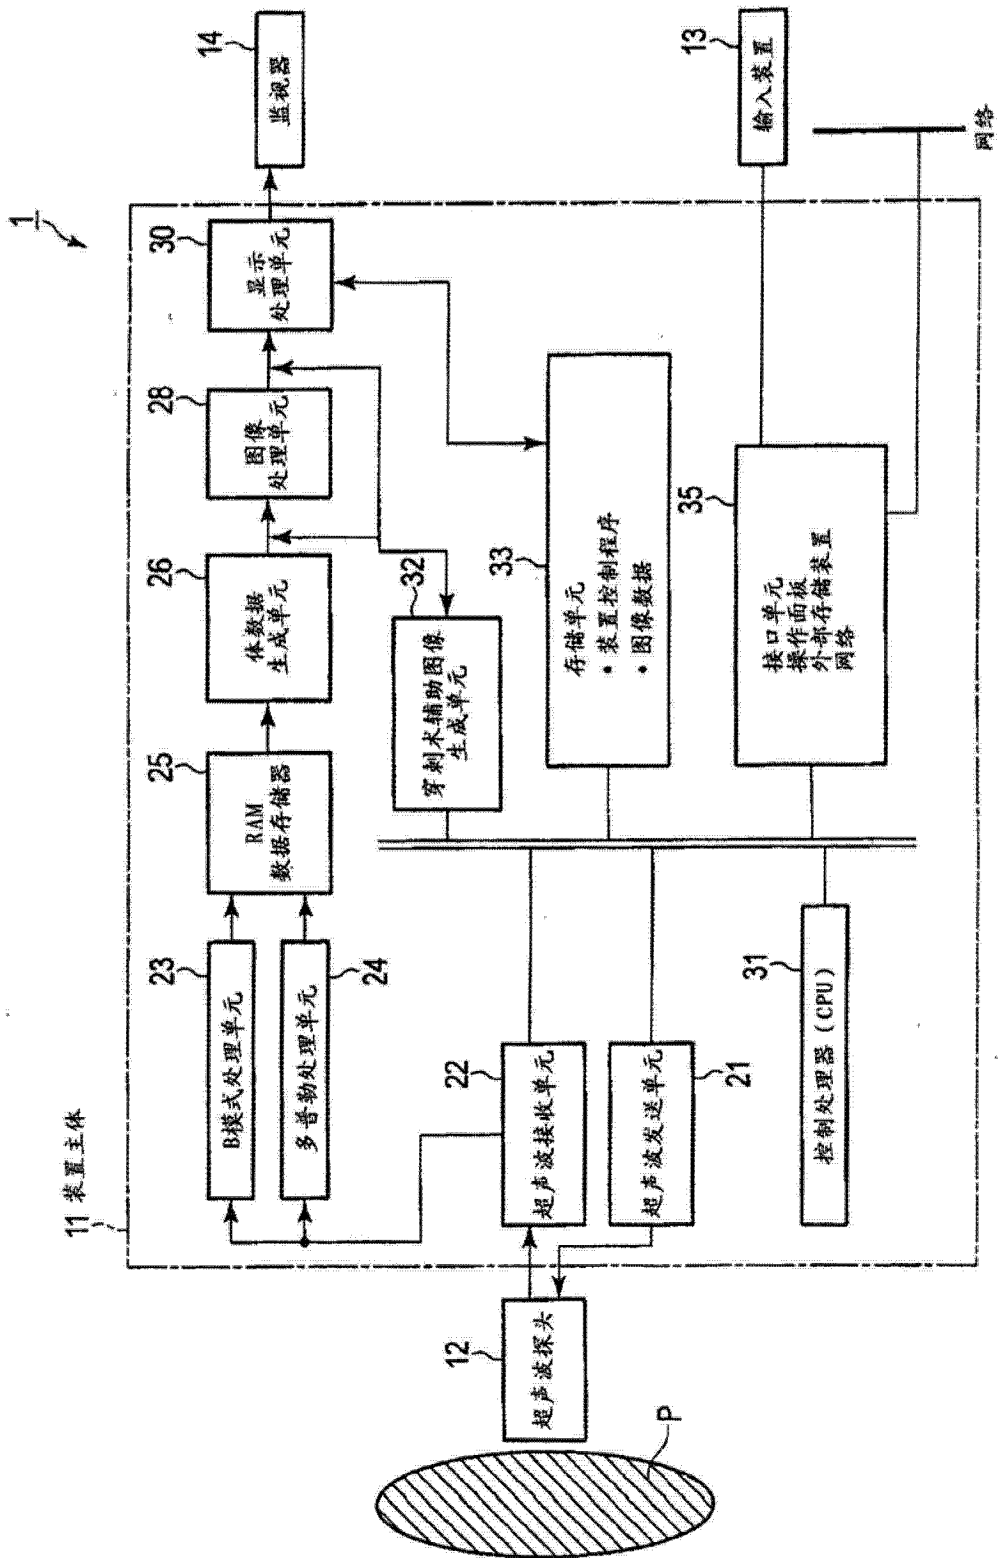 1
11 装置主体
23
B模式处理单元
24
多普勒处理单元
25
RAM
数据存储器
26
体数据
生成单元
28
图像
处理单元
30
显示
处理单元
14
监视器
12
超声波探头
22
超声波接收单元
21
超声波发送单元
32
穿刺术辅助图像
生成单元
33
存储单元
• 装置控制程序
• 图像数据
31
控制处理器(CPU)
35
接口单元
操作面板
外部存储装置
网络
13
输入装置
网络
P